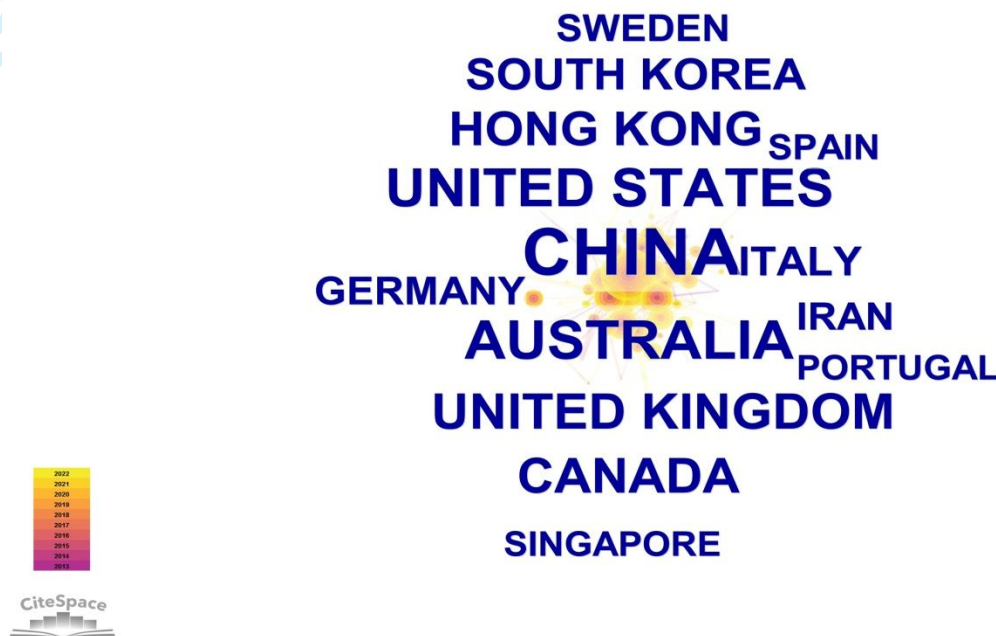 SWEDEN
SOUTH KOREA
HONG KONG
SPAIN
UNITED STATES
CHINA
ITALY
GERMANY
IRAN
AUSTRALIA
PORTUGAL
UNITED KINGDOM
CANADA
SINGAPORE
2022
2021
2020
2019
2018
2017
2016
2015
2014
2013
CiteSpace